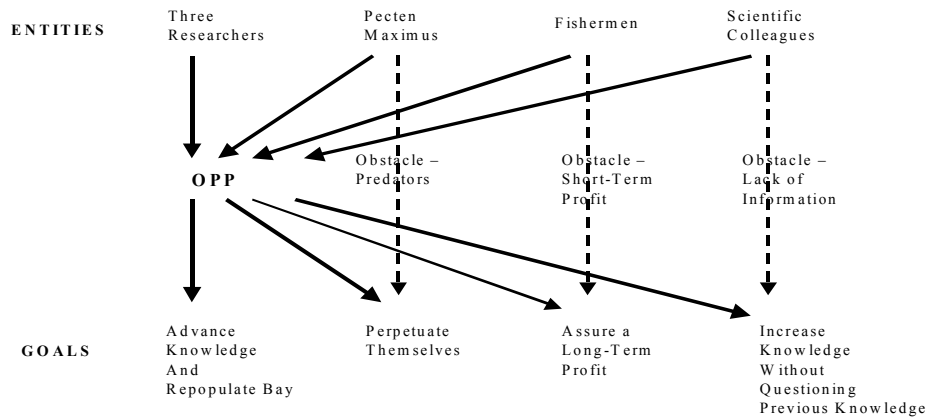 ENTITIES
Three
Researchers
Pecten
Maximus
Fishermen
Scientific
Colleagues
OPP
Obstacle –
Predators
Obstacle –
Short-Term
Profit
Obstacle –
Lack of
Information
GOALS
Advance
Knowledge
And
Repopulate Bay
Perpetuate
Themselves
Assure a
Long-Term
Profit
Increase
Knowledge
Without
Questioning
Previous Knowledge